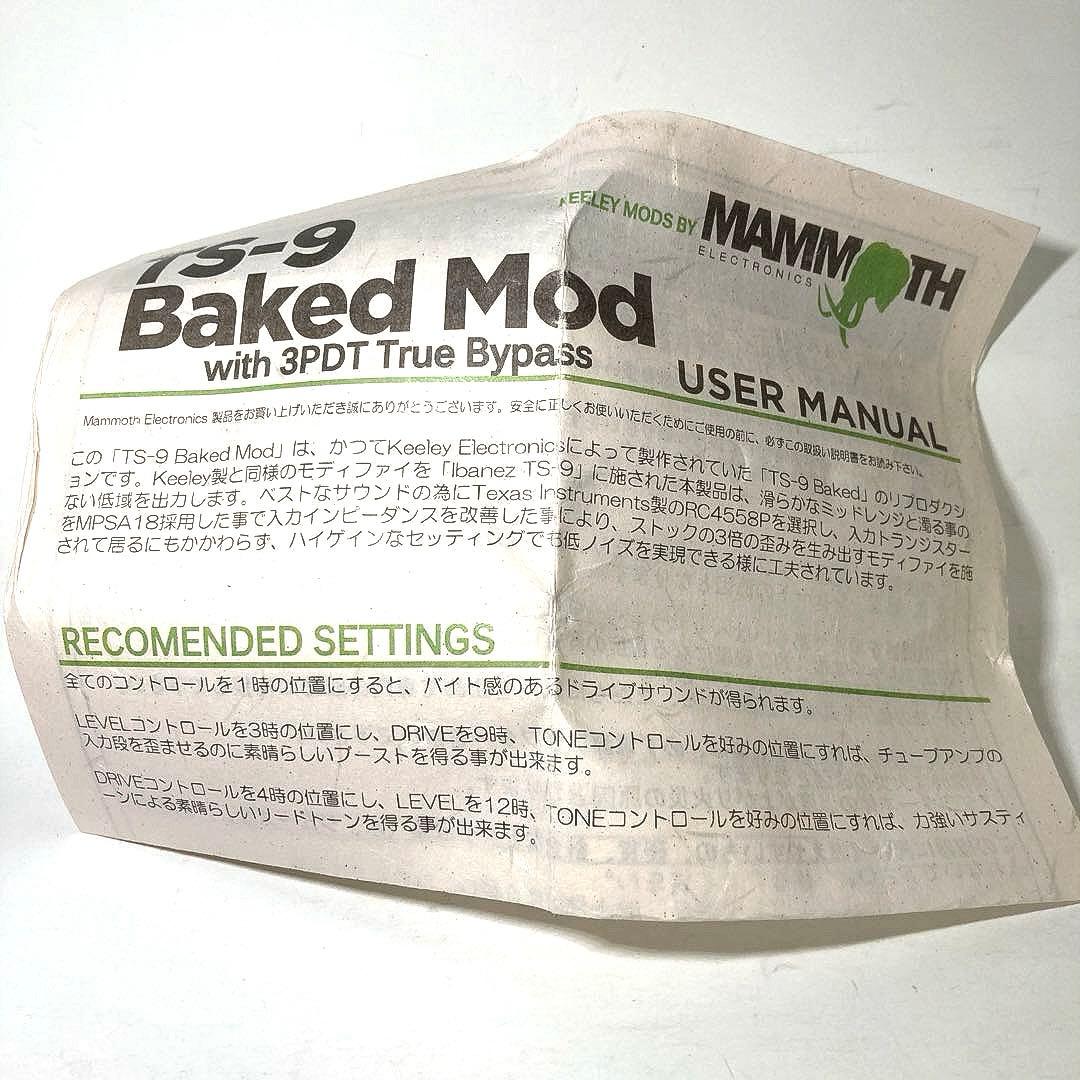 TS-9
Baked Mod
with 3PDT True Bypass
KEELEY MODS BY MAMMOTH
ELECTRONICS
USER MANUAL
Mammoth Electronics 製品をお買い上げいただき誠にありがとうございます。安全に正しくお使いいただくためにご使用の前に、必ずこの取扱い説明書をお読み下さい。
この「TS-9 Baked Mod」は、かつてKeeley Electronicsによって製作されていた「TS-9 Baked」のリプロダクシ
ョンです。Keeley製と同様のモディファイを「Ibanez TS-9」に施された本製品は、滑らかなミッドレンジと濁る事の
ない低域を出力します。ベストなサウンドの為にTexas Instruments製のRC4558Pを選択し、入力トランジスター
をMPSA18採用した事で入力インピーダンスを改善した事により、ストックの3倍の歪みを生み出すモディファイを施
されて居るにもかかわらず、ハイゲインなセッティングでも低ノイズを実現できる様に工夫されています。
RECOMENDED SETTINGS
全てのコントロールを1時の位置にすると、バイト感のあるドライブサウンドが得られます。
LEVELコントロールを3時の位置にし、DRIVEを9時、TONEコントロールを好みの位置にすれば、チューブアンプの
入力段を歪ませるのに素晴らしいブーストを得る事が出来ます。
DRIVEコントロールを4時の位置にし、LEVELを12時、TONEコントロールを好みの位置にすれば、力強いサスティ
ーンによる素晴らしいリードトーンを得る事が出来ます。